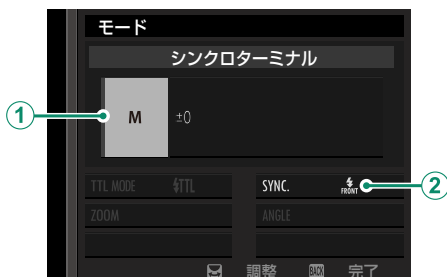 モード
シンクロターミナル
1 M ±0
TTL MODE TTL SYNC. FRONT 2
ZOOM ANGLE
調整 BACK 完了